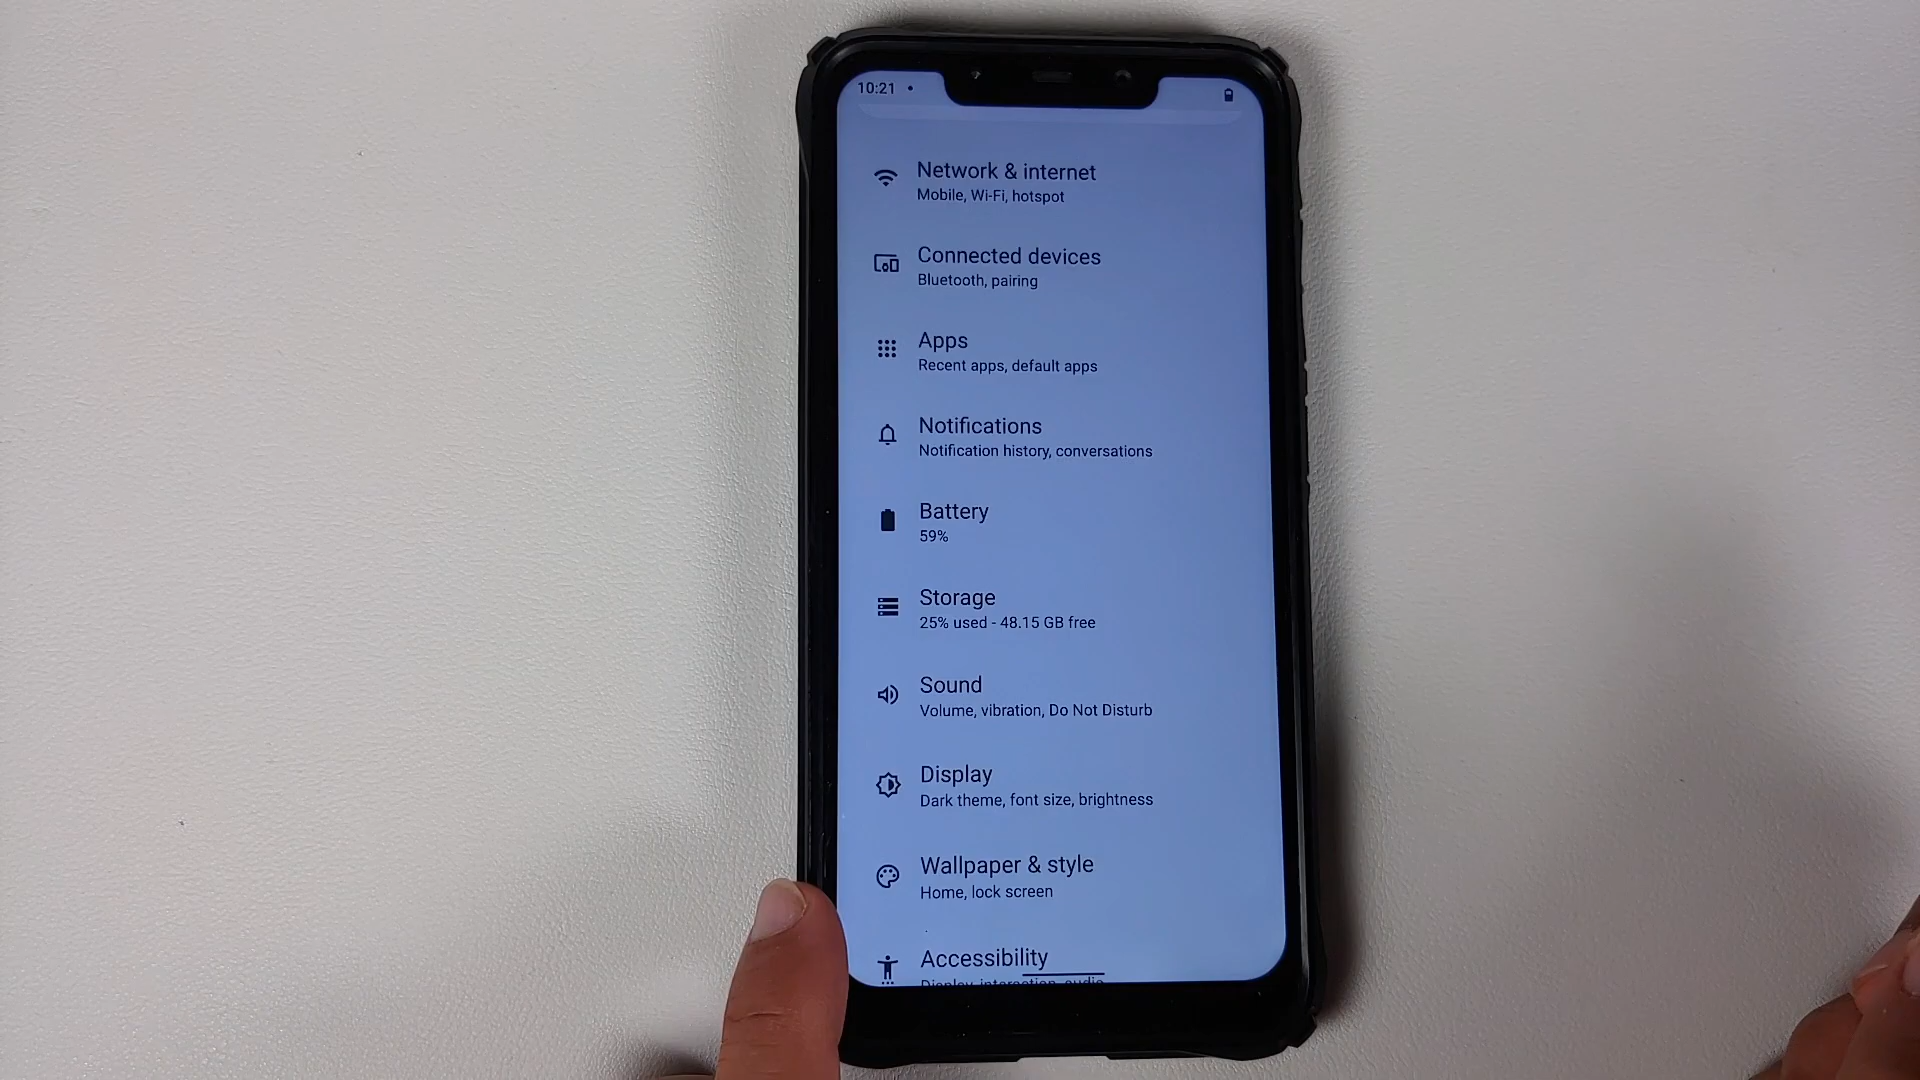 10:21
Network & internet
Mobile, Wi-Fi, hotspot
Connected devices
Bluetooth, pairing
Apps
Recent apps, default apps
Notifications
Notification history, conversations
Battery
59%
Storage
25% used - 48.15 GB free
Sound
Volume, vibration, Do Not Disturb
Display
Dark theme, font size, brightness
Wallpaper & style
Home, lock screen
Accessibility
Display, interaction, audio